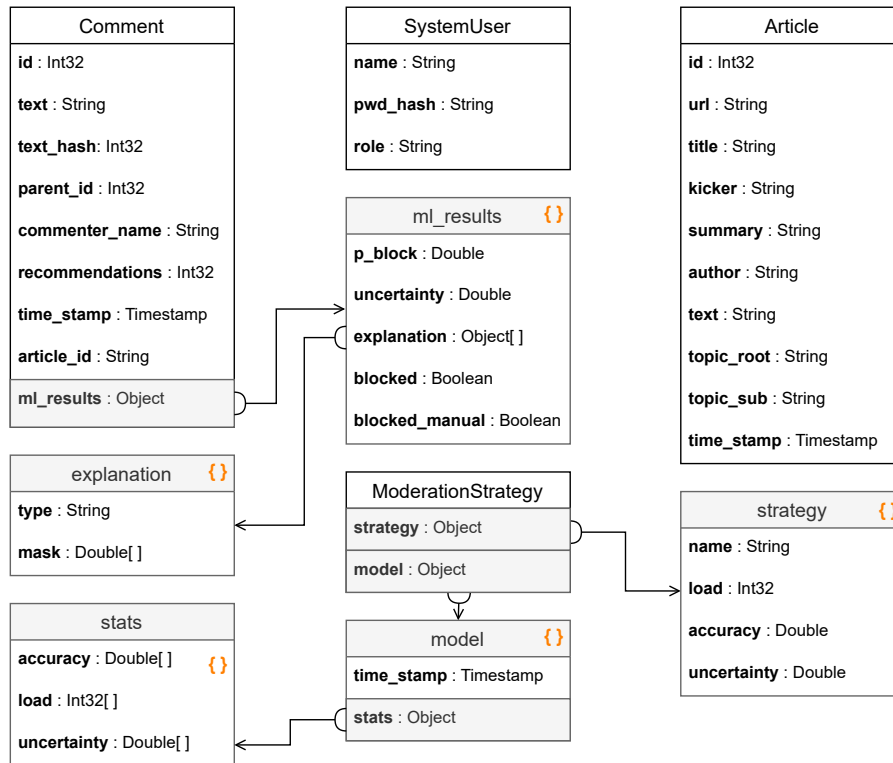 Comment
id : Int32
text : String
text_hash: Int32
parent_id : Int32
commenter_name : String
recommendations : Int32
time_stamp : Timestamp
article_id : String
ml_results : Object
SystemUser
name : String
pwd_hash : String
role : String
Article
id : Int32
url : String
title : String
kicker : String
summary : String
author : String
text : String
topic_root : String
topic_sub : String
time_stamp : Timestamp
ml_results { }
p_block : Double
uncertainty : Double
explanation : Object[ ]
blocked : Boolean
blocked_manual : Boolean
explanation { }
type : String
mask : Double[ ]
ModerationStrategy
strategy : Object
model : Object
strategy { }
name : String
load : Int32
accuracy : Double
uncertainty : Double
stats
accuracy : Double[ ] { }
load : Int32[ ]
uncertainty : Double[ ]
model { }
time_stamp : Timestamp
stats : Object